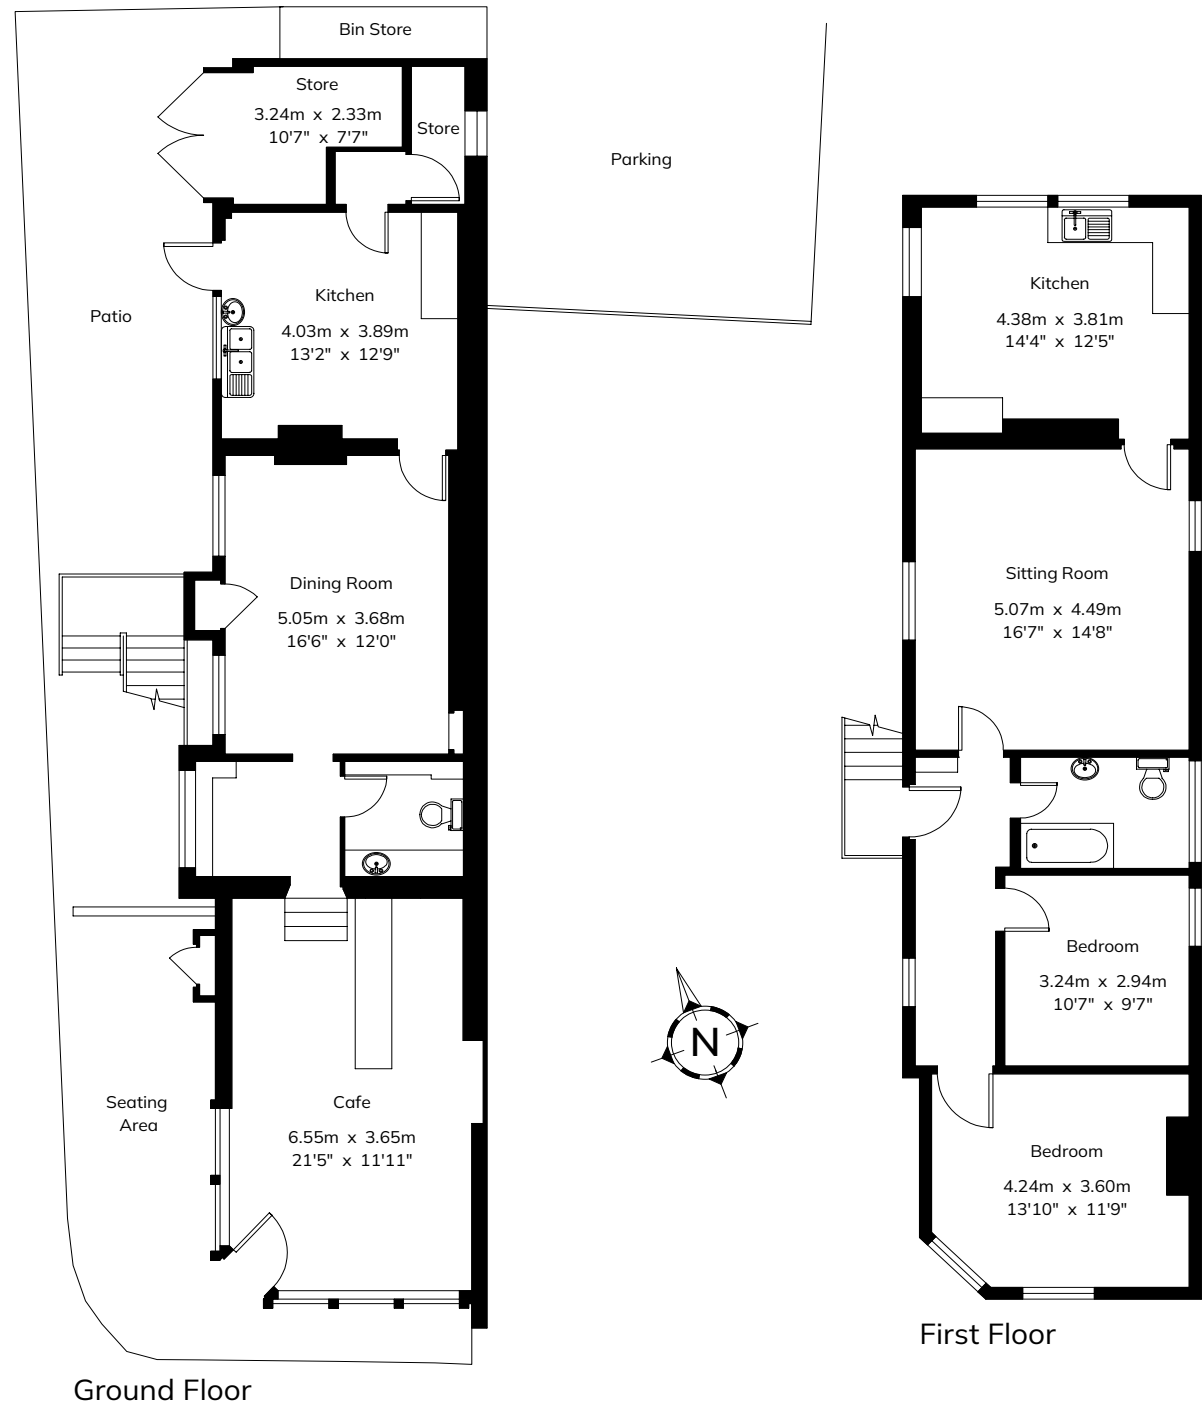 Bin Store
Store
3.24m x 2.33m
10'7" x 7'7"
Store
Parking
Kitchen
4.03m x 3.89m
13'2" x 12'9"
Patio
Dining Room
5.05m x 3.68m
16'6" x 12'0"
Seating
Area
Cafe
6.55m x 3.65m
21'5" x 11'11"
Ground Floor
N
Kitchen
4.38m x 3.81m
14'4" x 12'5"
Sitting Room
5.07m x 4.49m
16'7" x 14'8"
Bedroom
3.24m x 2.94m
10'7" x 9'7"
Bedroom
4.24m x 3.60m
13'10" x 11'9"
First Floor